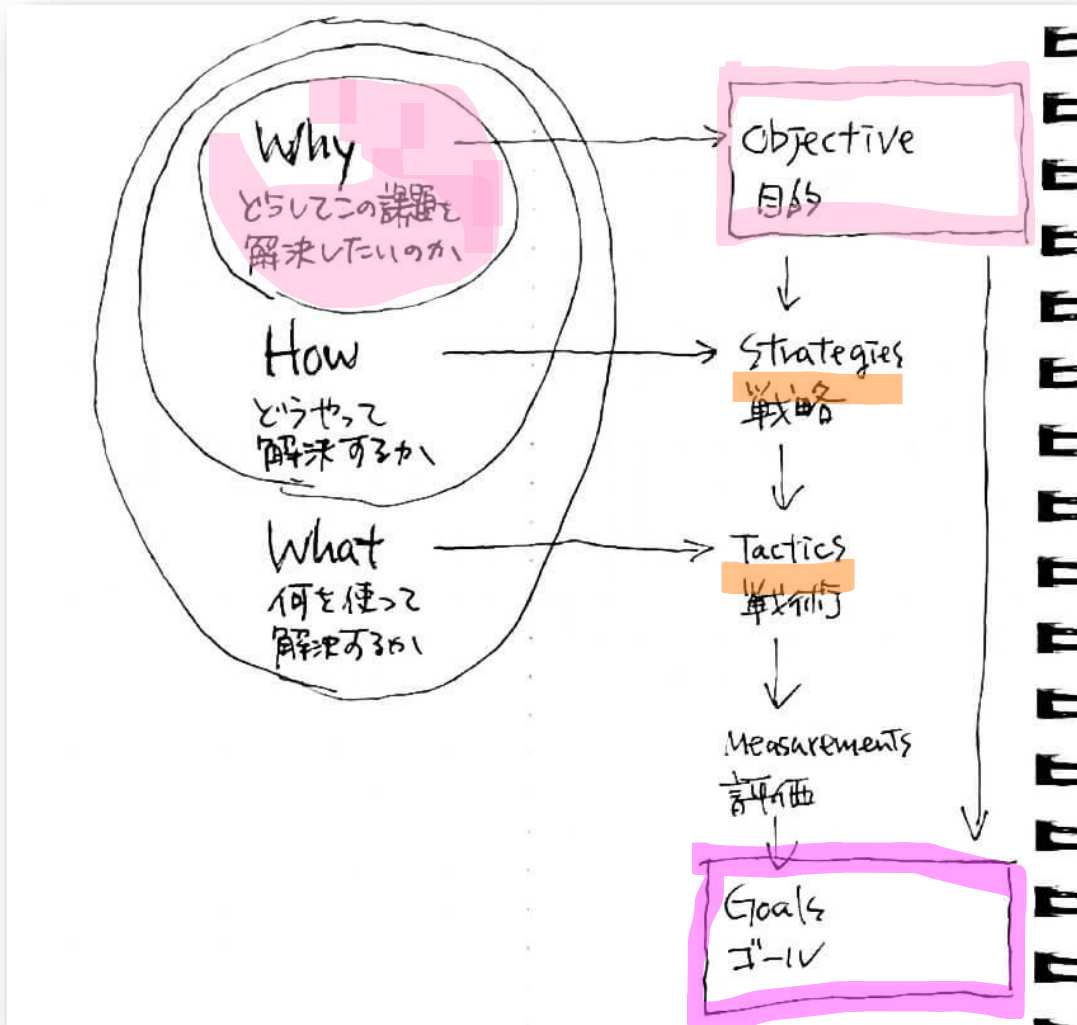 Why
どうしてこの課題を
解決したいのか
How
どうやって
解決するか
What
何を使って
解決するか
Objective
目的
Strategies
戦略
Tactics
戦術
Measurements
評価
Goals
ゴール